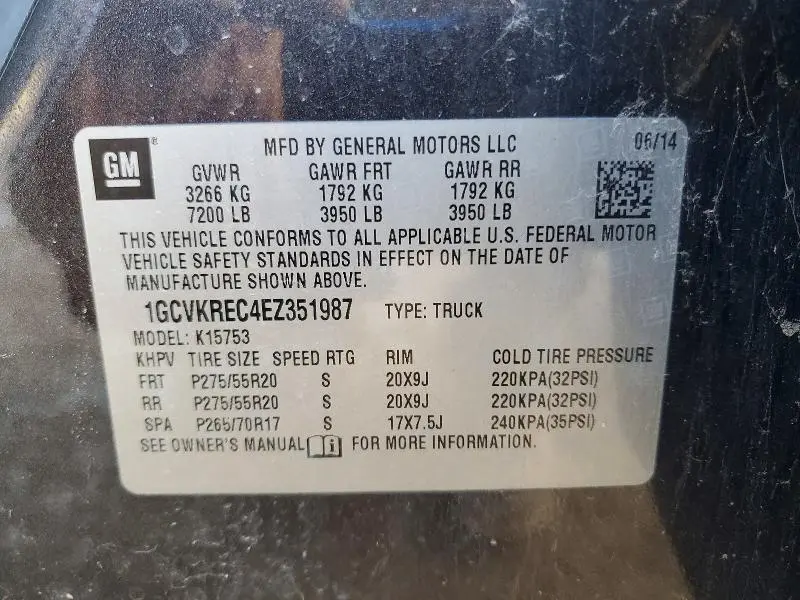 GM
MFD BY GENERAL MOTORS LLC 06/14
GVWR GAWR FRT GAWR RR
3266 KG 1792 KG 1792 KG
7200 LB 3950 LB 3950 LB
THIS VEHICLE CONFORMS TO ALL APPLICABLE U.S. FEDERAL MOTOR
VEHICLE SAFETY STANDARDS IN EFFECT ON THE DATE OF
MANUFACTURE SHOWN ABOVE.
1GCVKREC4EZ351987 TYPE: TRUCK
MODEL: K15753
KHPV TIRE SIZE SPEED RTG RIM COLD TIRE PRESSURE
FRT P275/55R20 S 20X9J 220KPA(32PSI)
RR P275/55R20 S 20X9J 220KPA(32PSI)
SPA P265/70R17 S 17X7.5J 240KPA(35PSI)
SEE OWNER'S MANUAL i FOR MORE INFORMATION.